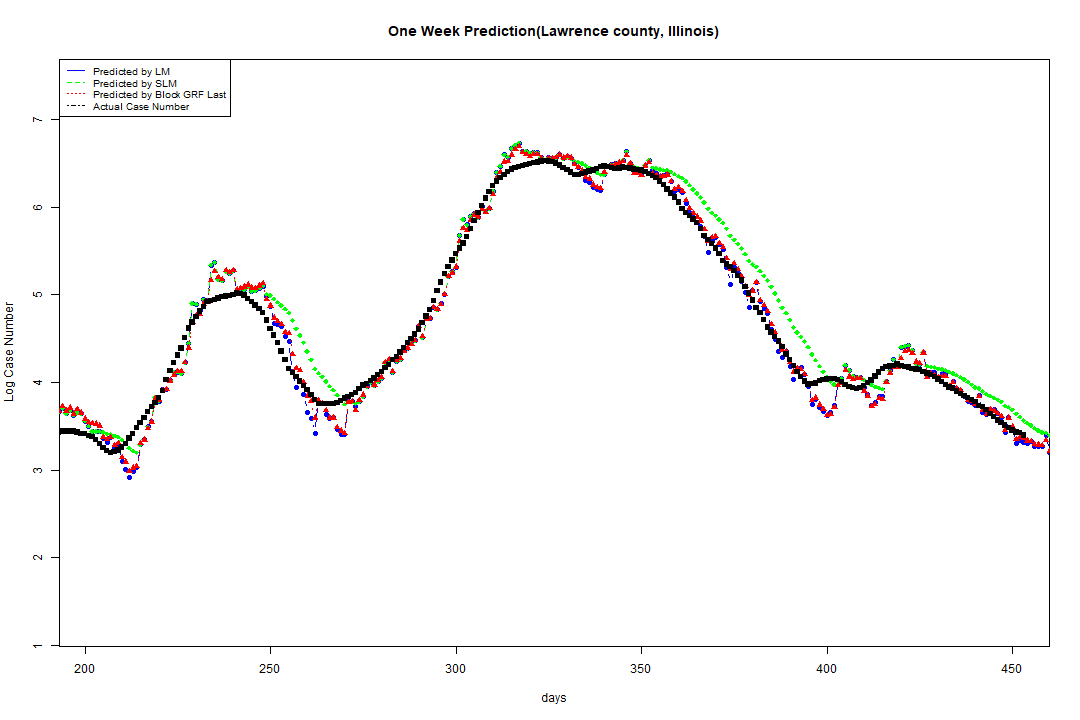 One Week Prediction(Lawrence county, Illinois)
Predicted by LM
Predicted by SLM
Predicted by Block GRF Last
Actual Case Number
Log Case Number
7
6
5
4
3
2
1
200 250 300 350 400 450
days